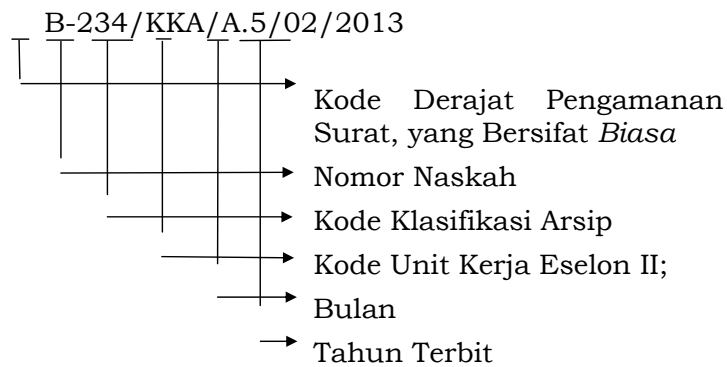 B-234/KKA/A.5/02/2013
Kode Derajat Pengamanan
Surat, yang Bersifat Biasa
Nomor Naskah
Kode Klasifikasi Arsip
Kode Unit Kerja Eselon II;
Bulan
Tahun Terbit